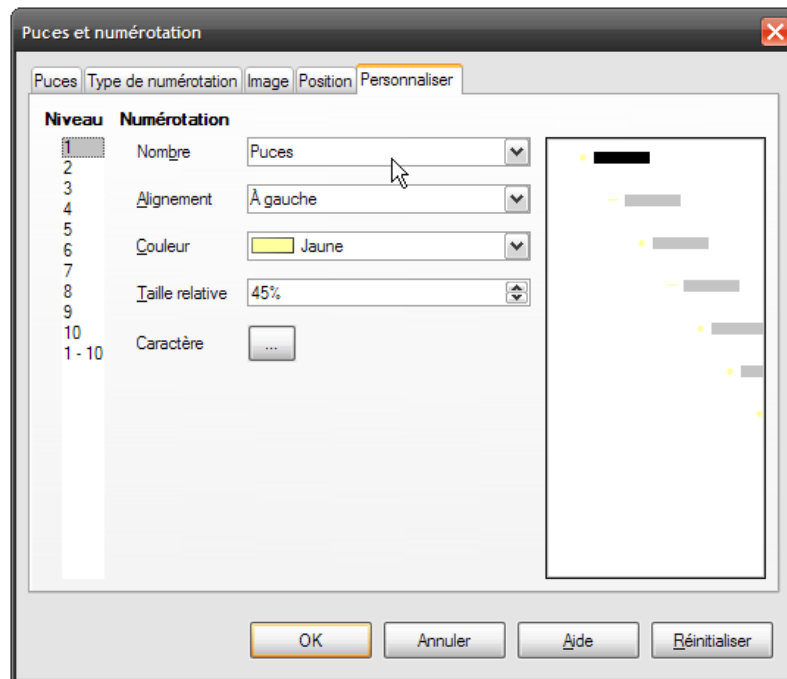 Puces et numérotation
Puces Type de numérotation Image Position Personnaliser
Niveau Numérotation
1
2
3
4
5
6
7
8
9
10
1 - 10
Nombre Puces
Alignement À gauche
Couleur Jaune
Taille relative 45%
Caractère ...
OK Annuler Aide Réinitialiser